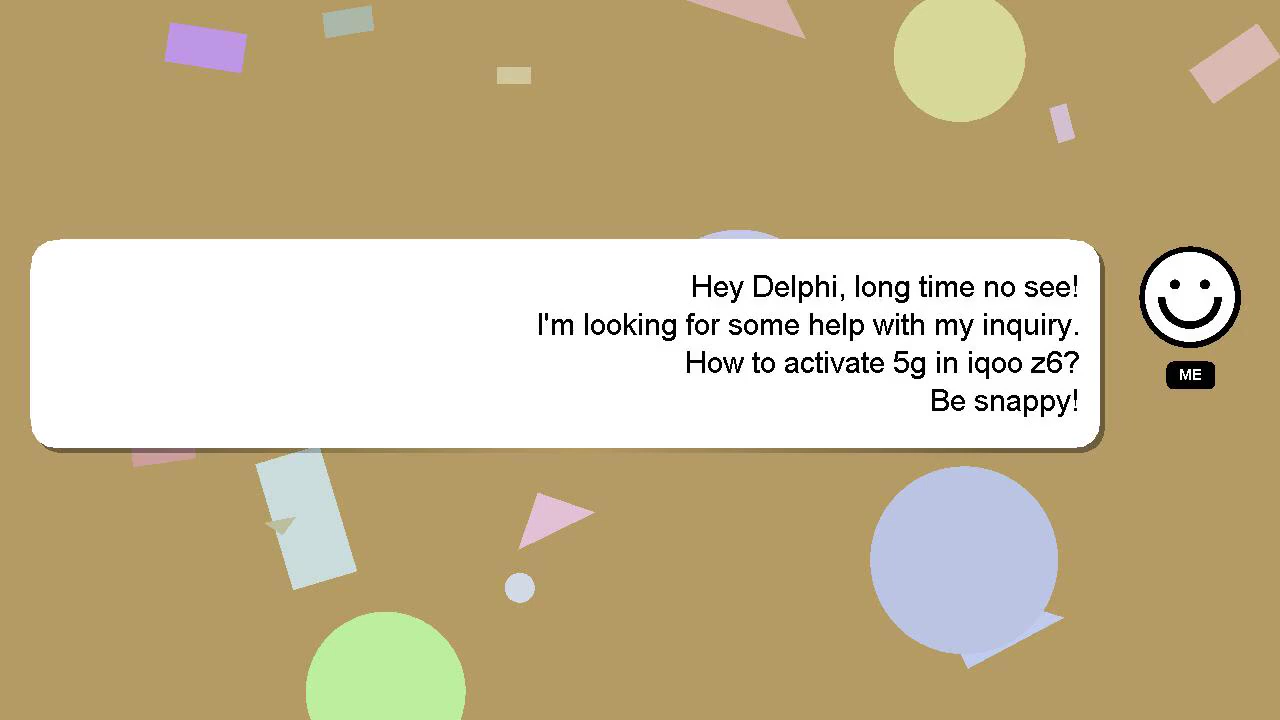 Hey Delphi, long time no see!
I'm looking for some help with my inquiry.
How to activate 5g in iqoo z6?
Be snappy!
ME